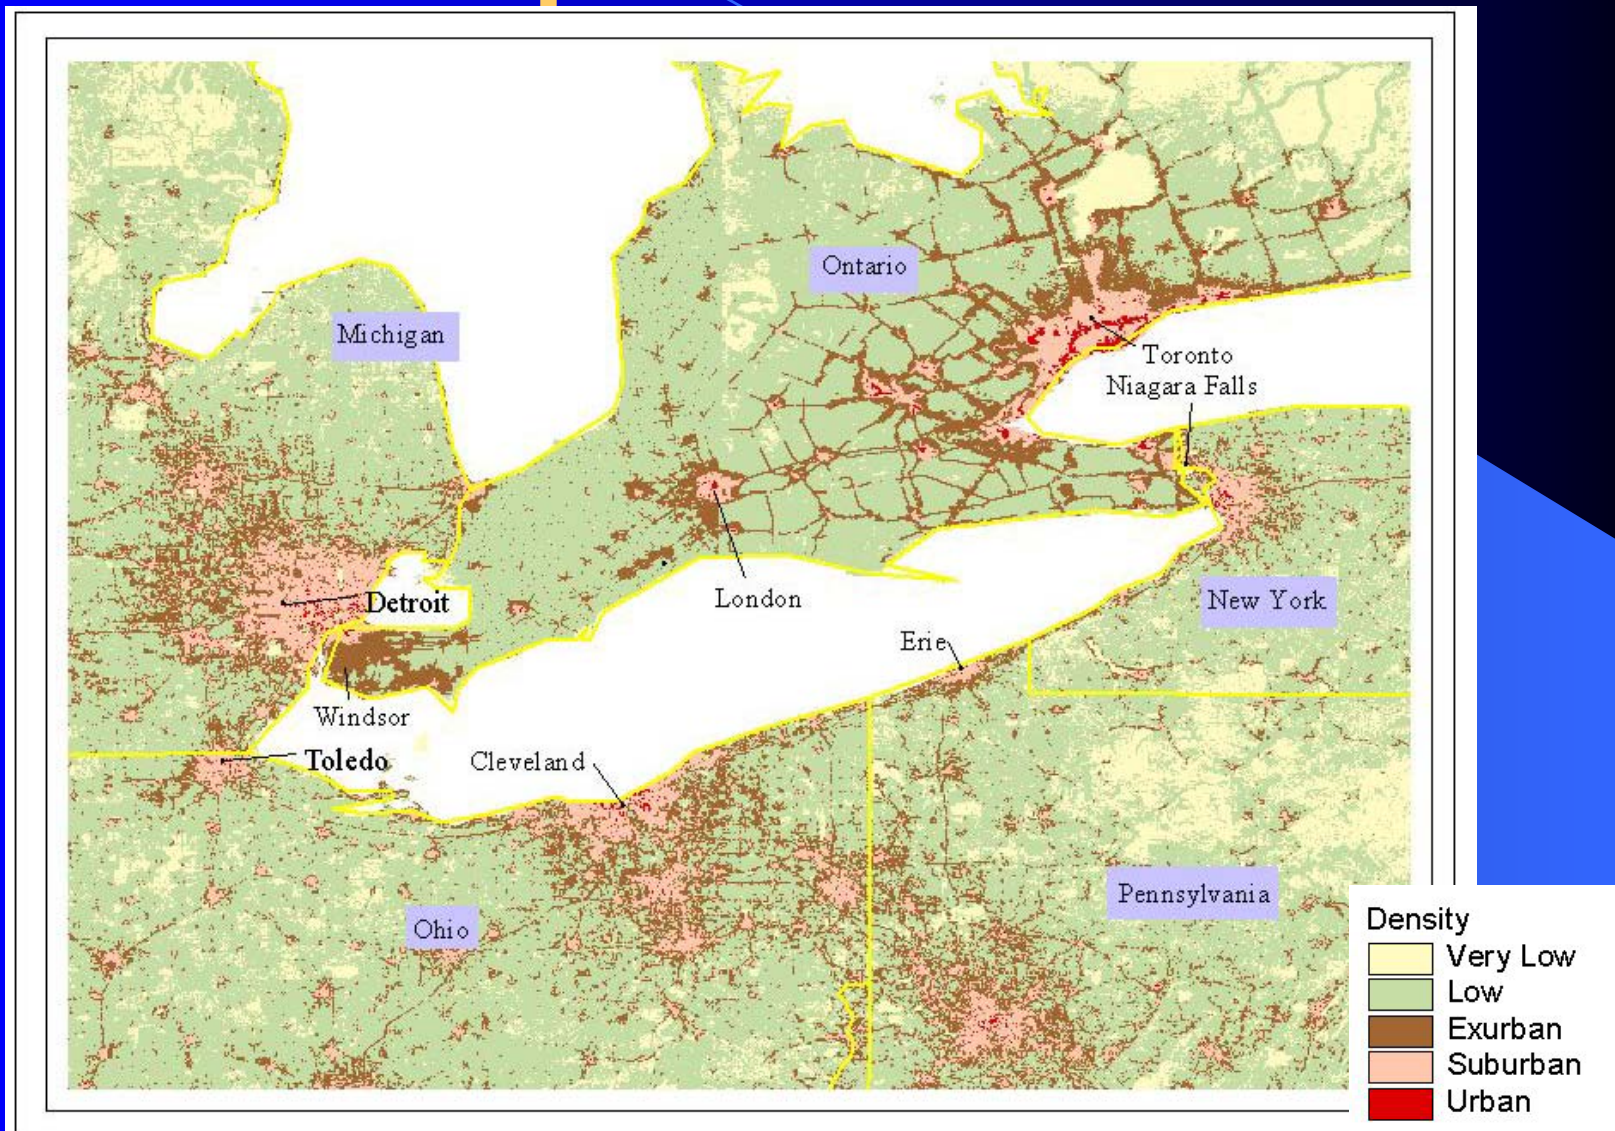 Ontario
Michigan
Toronto
Niagara Falls
Detroit
London
New York
Erie
Windsor
Toledo
Cleveland
Pennsylvania
Ohio
Density
Very Low
Low
Exurban
Suburban
Urban